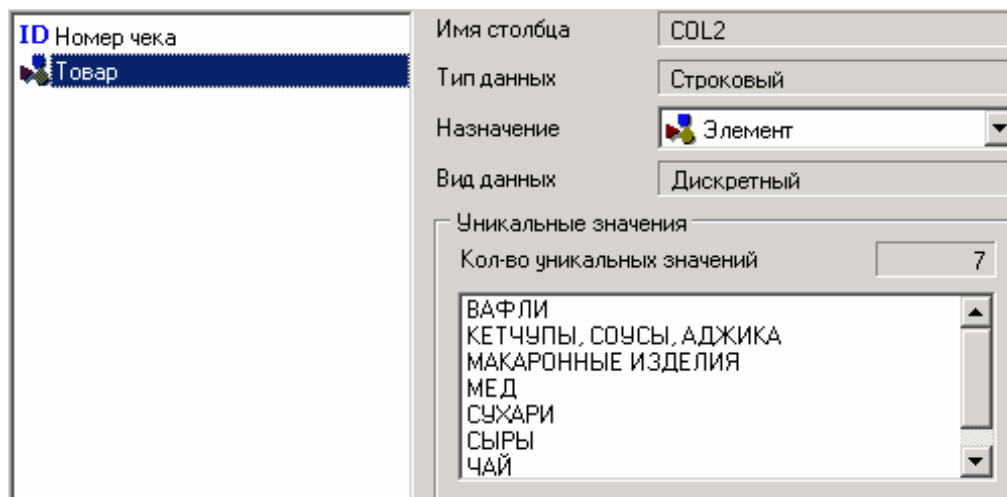 ID Номер чека
Товар
Имя столбца COL2
Тип данных Строковый
Назначение Элемент
Вид данных Дискретный
Уникальные значения
Кол-во уникальных значений 7
ВАФЛИ
КЕТЧУПЫ, СОУСЫ, АДЖИКА
МАКАРОННЫЕ ИЗДЕЛИЯ
МЕД
СУХАРИ
СЫРЫ
ЧАЙ